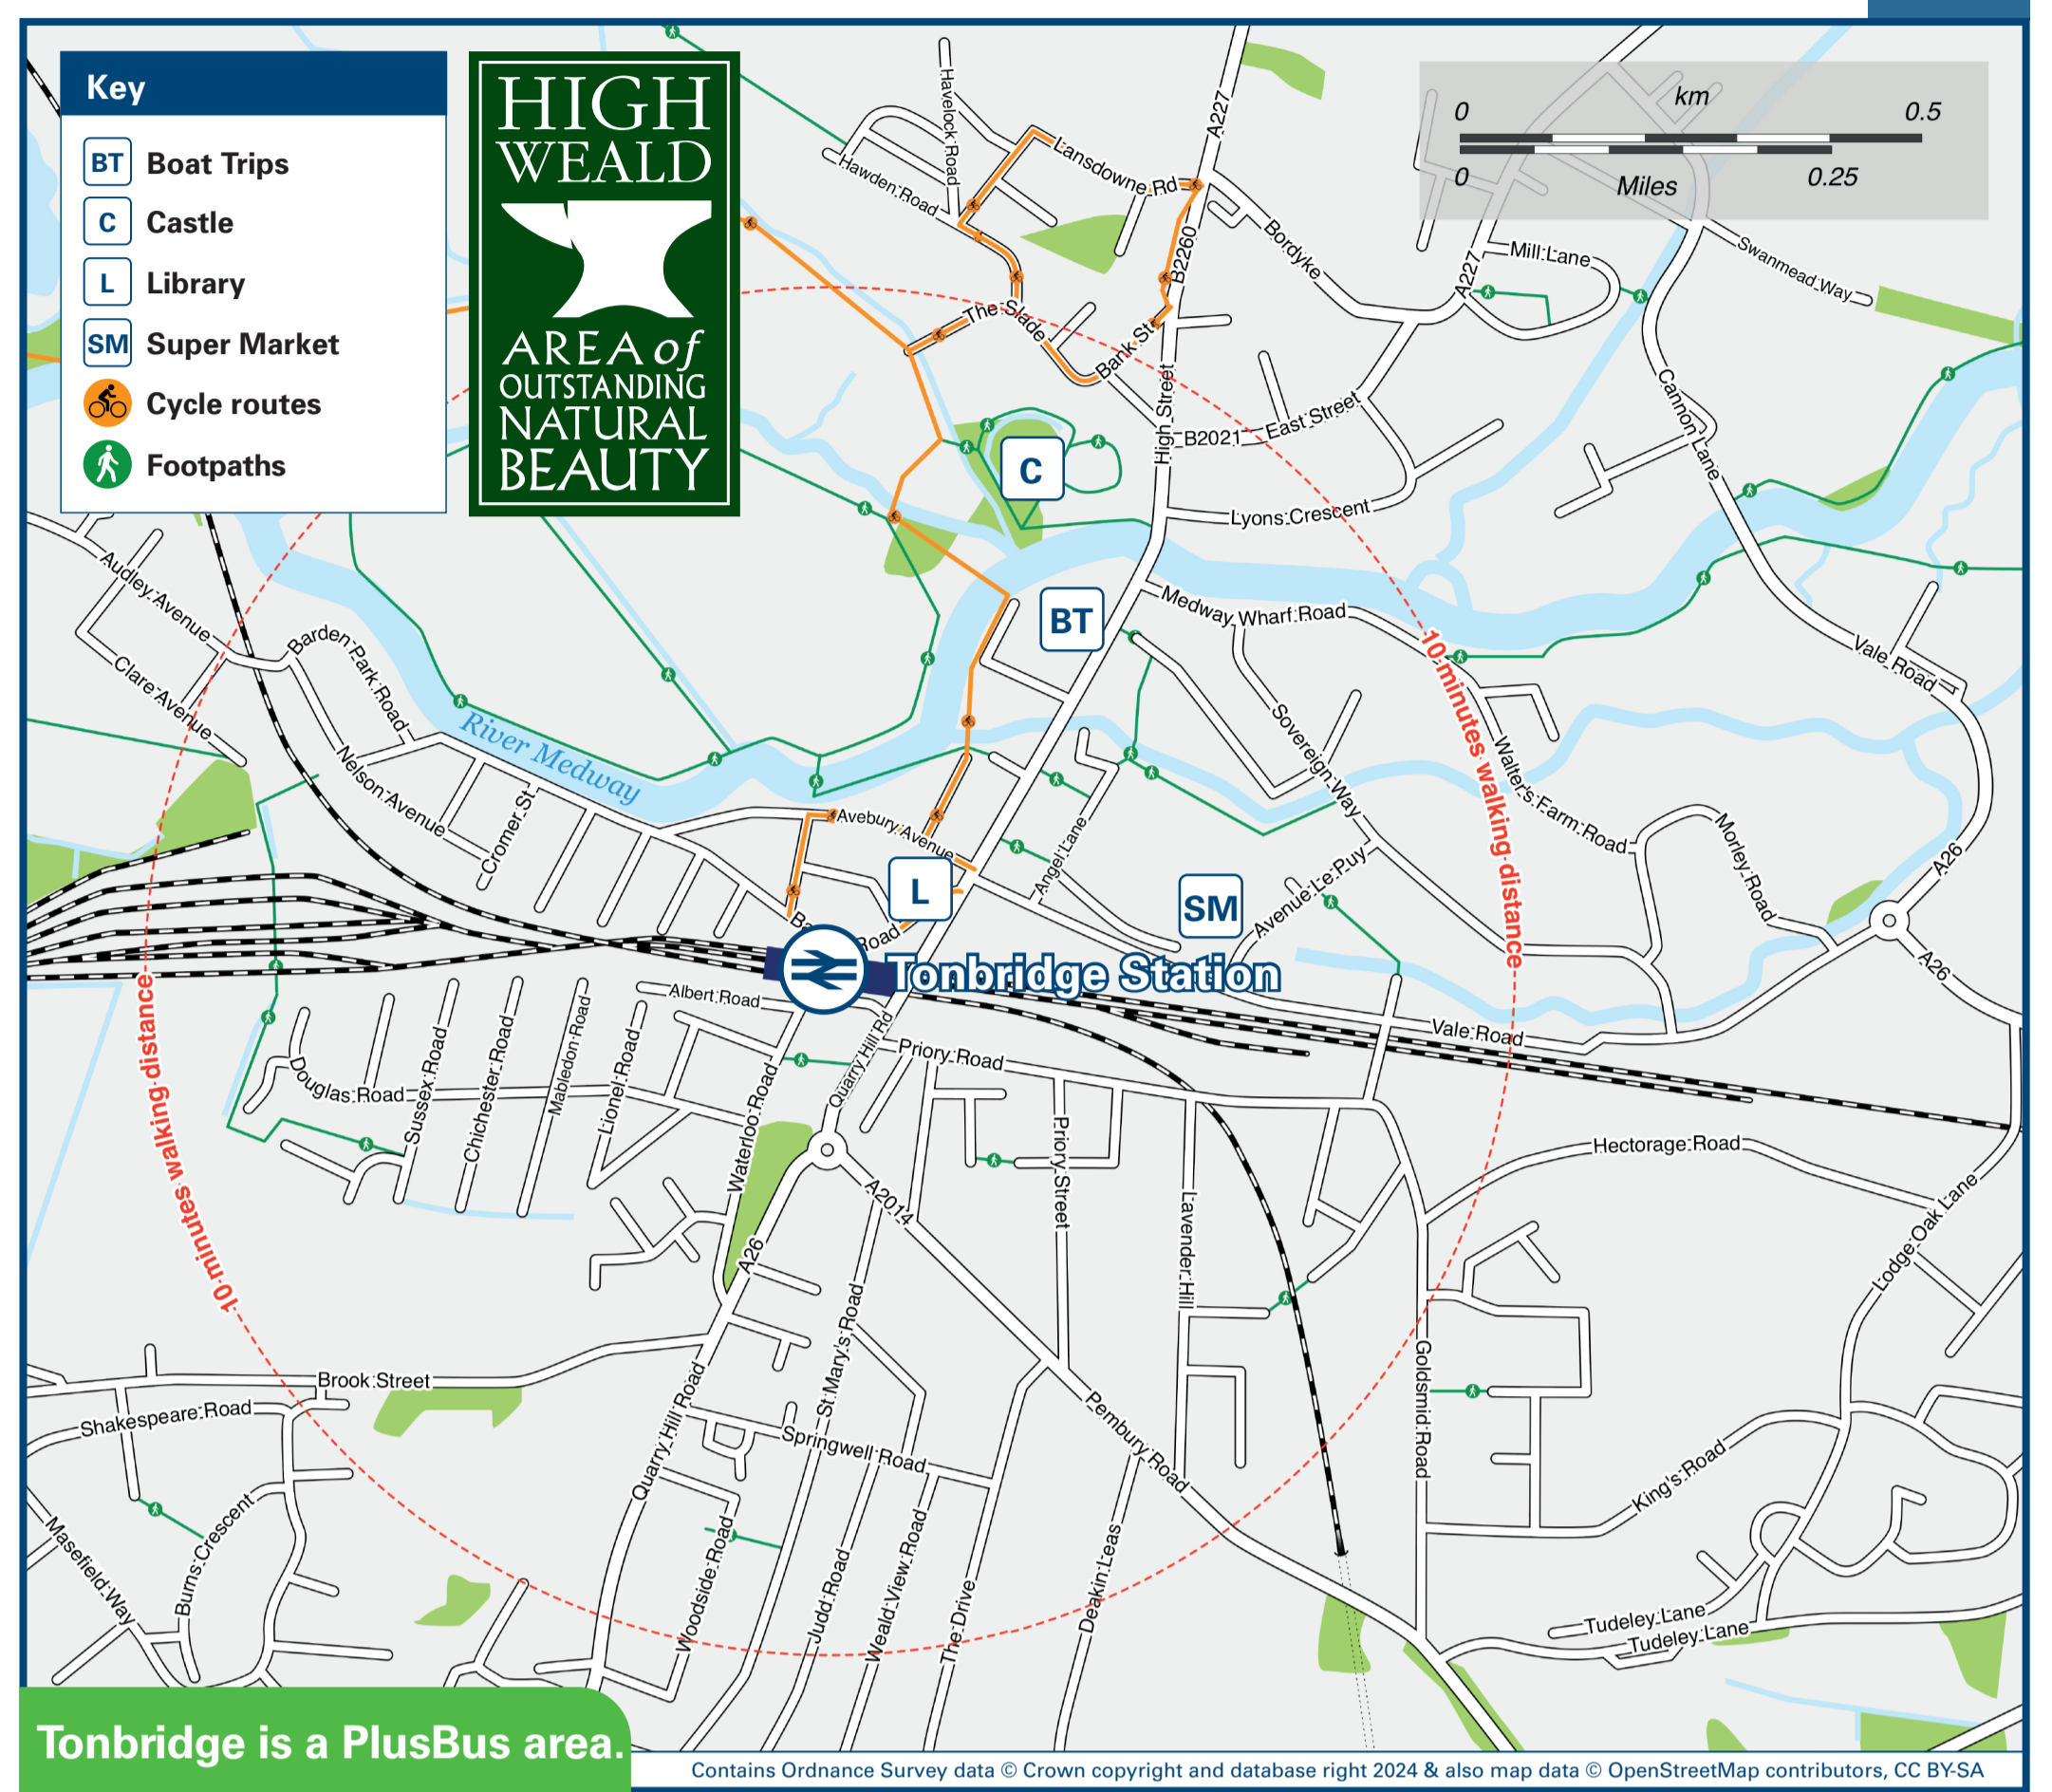 Key
BT Boat Trips
C Castle
L Library
SM Super Market
Cycle routes
Footpaths
HIGH
WEALD
AREA of
OUTSTANDING
NATURAL
BEAUTY
km
0 0.5
0 0.25
Miles
Havelock Road
Hawden Road
Lansdowne Rd
A227
B2260
Bordyke
A227
Mill Lane
Swanmead Way
The Slade
Bank St
High Street
B2021
East Street
Cannon Lane
C
Lyons Crescent
BT
Medway Wharf Road
Audley Avenue
Barden Park Road
Clare Avenue
Nelson Avenue
Cromer St
River Medway
Avebury Avenue
Angel Lane
Sovereign Way
10 minutes walking distance
Walter's Farm Road
Morley Road
Vale Road
A26
A26
L
SM
Avenue Le Puy
Road
Tonbridge Station
Vale Road
Albert Road
Quarry Hill Rd
Priory Road
10 minutes walking distance
Douglas Road
Sussex Road
Chichester Road
Mabledon Road
Lionel Road
Waterloo Road
Priory Street
Lavender Hill
Hectorage Road
Lodge Oak Lane
A2014
A26
Brook Street
Shakespeare Road
Quarry Hill Road
St Mary's Road
Springwell Road
Pembury Road
Goldsmid Road
King's Road
Masefield Way
Burns Crescent
Woodside Road
Judd Road
Weald View Road
The Drive
Deakin Leas
Tudeley Lane
Tudeley Lane
Tonbridge is a PlusBus area.
Contains Ordnance Survey data © Crown copyright and database right 2024 & also map data © OpenStreetMap contributors, CC BY-SA